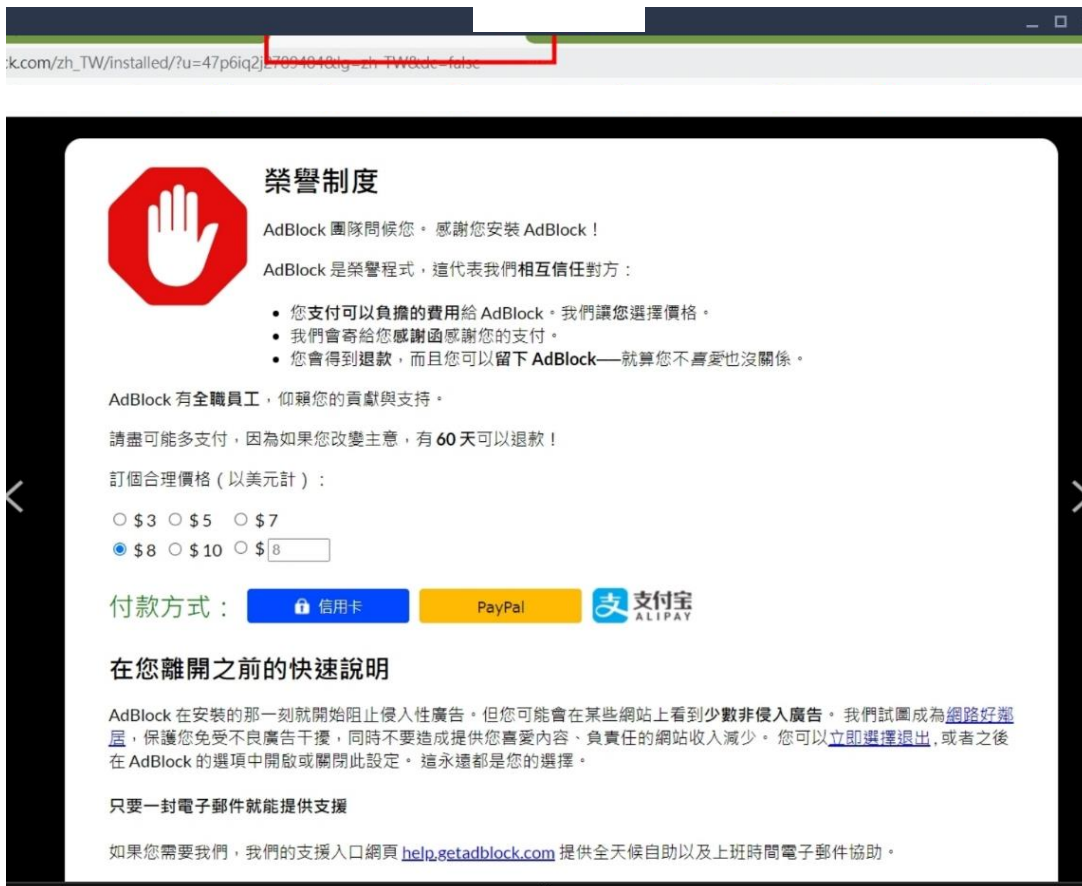 k.com/zh_TW/installed/?u=47p6iq2j2789484&lg=zh-TW&dc=false
榮譽制度
AdBlock 團隊問候您。感謝您安裝 AdBlock！
AdBlock 是榮譽程式，這代表我們相互信任對方：
• 您支付可以負擔的費用給 AdBlock。我們讓您選擇價格。
• 我們會寄給您感謝函感謝您的支付。
• 您會得到退款，而且您可以留下 AdBlock──就算您不喜愛也沒關係。
AdBlock 有全職員工，仰賴您的貢獻與支持。
請盡可能多支付，因為如果您改變主意，有 60 天可以退款！
訂個合理價格（以美元計）：
$ 3 $ 5 $ 7
$ 8 $ 10 $ 8
付款方式： 信用卡 PayPal 支付宝
ALIPAY
在您離開之前的快速說明
AdBlock 在安裝的那一刻就開始阻止侵入性廣告。但您可能會在某些網站上看到少數非侵入廣告。我們試圖成為網路好鄰
居，保護您免受不良廣告干擾，同時不要造成提供您喜愛內容、負責任的網站收入減少。您可以立即選擇退出,或者之後
在 AdBlock 的選項中開啟或關閉此設定。這永遠都是您的選擇。
只要一封電子郵件就能提供支援
如果您需要我們，我們的支援入口網頁 help.getadblock.com 提供全天候自助以及上班時間電子郵件協助。